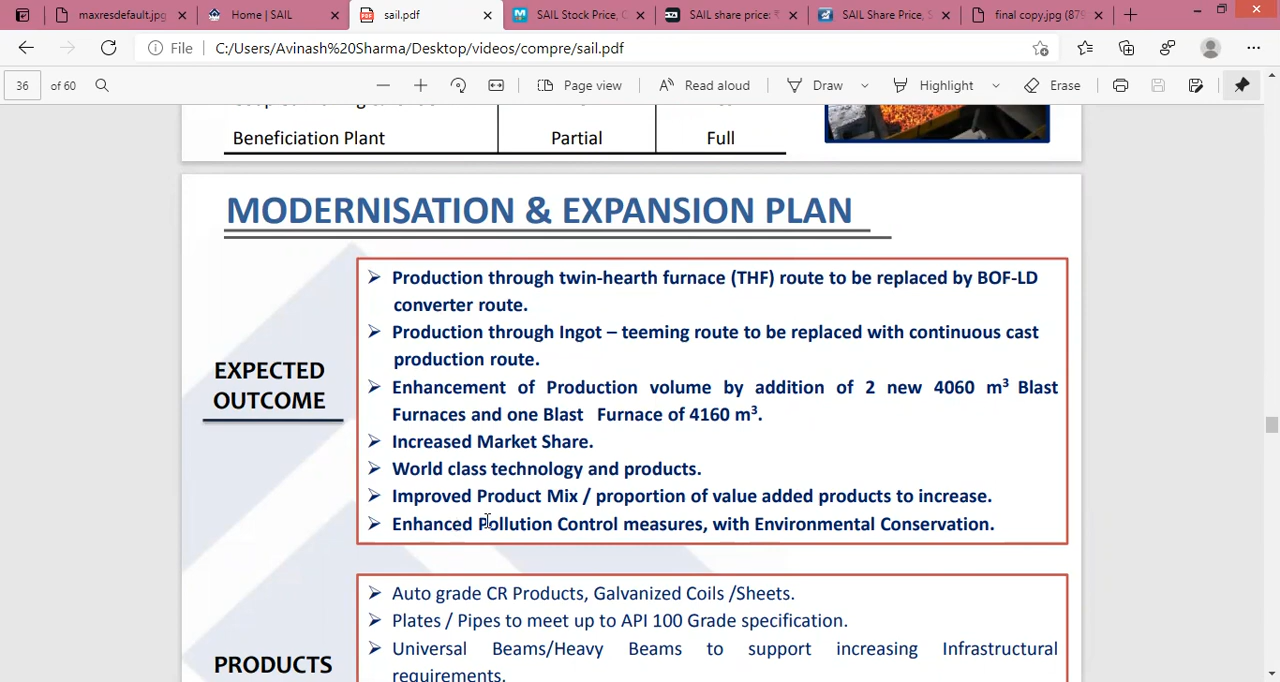 maxresdefault.jpg
Home | SAIL
sail.pdf
SAIL Stock Price, C
SAIL share price: ₹
SAIL Share Price, S
final copy.jpg (879
File
C:/Users/Avinash%20Sharma/Desktop/videos/compre/sail.pdf
36 of 60
Page view
Read aloud
Draw
Highlight
Erase
Beneficiation Plant Partial Full
MODERNISATION & EXPANSION PLAN
EXPECTED
OUTCOME
Production through twin-hearth furnace (THF) route to be replaced by BOF-LD
converter route.
Production through Ingot – teeming route to be replaced with continuous cast
production route.
Enhancement of Production volume by addition of 2 new 4060 m³ Blast
Furnaces and one Blast Furnace of 4160 m³.
Increased Market Share.
World class technology and products.
Improved Product Mix / proportion of value added products to increase.
Enhanced Pollution Control measures, with Environmental Conservation.
PRODUCTS
Auto grade CR Products, Galvanized Coils /Sheets.
Plates / Pipes to meet up to API 100 Grade specification.
Universal Beams/Heavy Beams to support increasing Infrastructural
requirements.